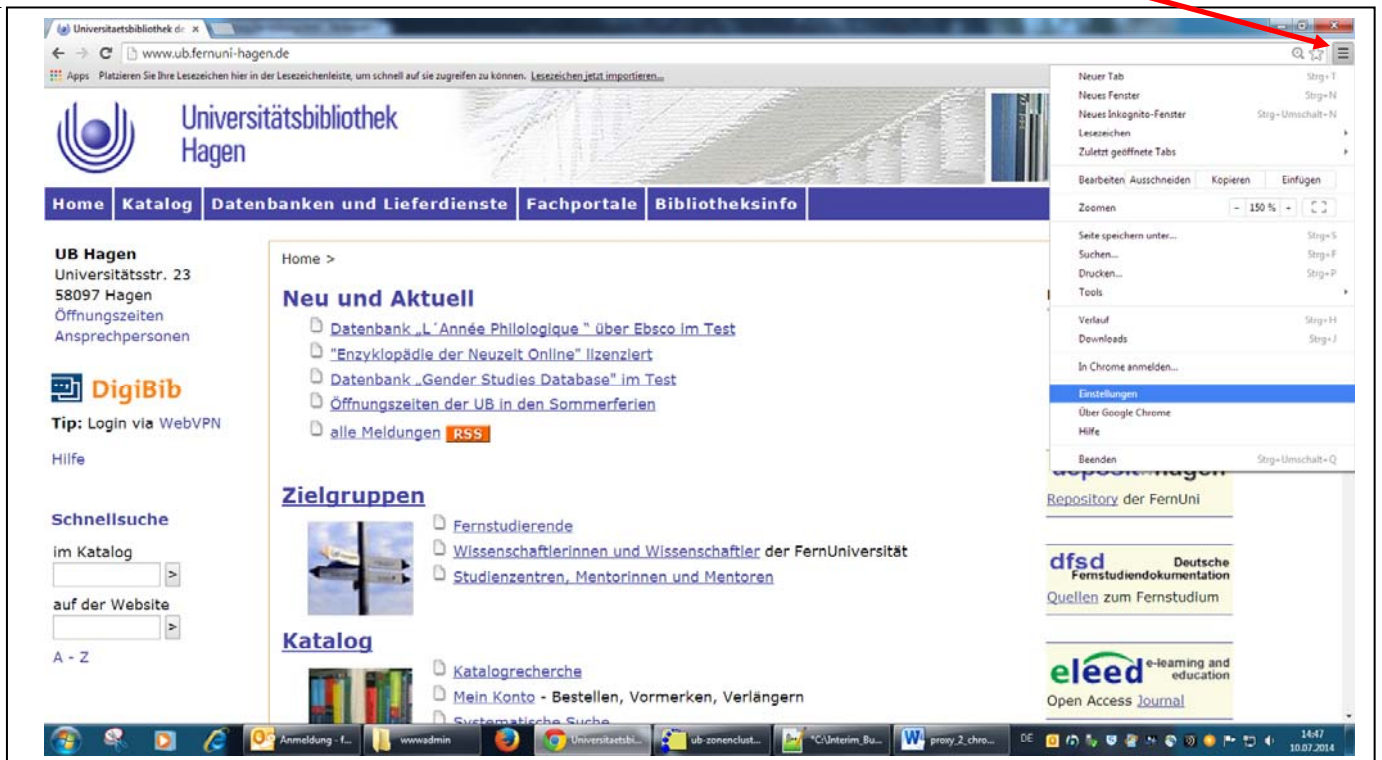 Universitaetsbibliothek de
www.ub.fernuni-hagen.de
Apps Platzieren Sie Ihre Lesezeichen hier in der Lesezeichenleiste, um schnell auf sie zugreifen zu können. Lesezeichen jetzt importieren...
Universitätsbibliothek
Hagen
Home Katalog Datenbanken und Lieferdienste Fachportale Bibliotheksinfo
UB Hagen
Universitätsstr. 23
58097 Hagen
Öffnungszeiten
Ansprechpersonen
DigiBib
Tip: Login via WebVPN
Hilfe
Schnellsuche
im Katalog
>
auf der Website
>
A - Z
Home >
Neu und Aktuell
Datenbank „L´Année Philologique " über Ebsco im Test
"Enzyklopädie der Neuzeit Online" lizenziert
Datenbank „Gender Studies Database" im Test
Öffnungszeiten der UB in den Sommerferien
alle Meldungen RSS
Zielgruppen
Fernstudierende
Wissenschaftlerinnen und Wissenschaftler der FernUniversität
Studienzentren, Mentorinnen und Mentoren
Katalog
Katalogrecherche
Mein Konto - Bestellen, Vormerken, Verlängern
Systematische Suche
Neuer Tab Strg+T
Neues Fenster Strg+N
Neues Inkognito-Fenster Strg+Umschalt+N
Lesezeichen
Zuletzt geöffnete Tabs
Bearbeiten Ausschneiden Kopieren Einfügen
Zoomen - 150 % +
Seite speichern unter... Strg+S
Suchen... Strg+F
Drucken... Strg+P
Tools
Verlauf Strg+H
Downloads Strg+J
In Chrome anmelden...
Einstellungen
Über Google Chrome
Hilfe
Beenden Strg+Umschalt+Q
Repository der FernUni
dfsd Deutsche
Fernstudiendokumentation
Quellen zum Fernstudium
eleed e-learning and
education
Open Access Journal
Anmeldung - f... wwwadmin Universitaetsbi... ub-zonenclust... "C:\Interim_Bu... proxy_2_chro... DE 14:47
10.07.2014